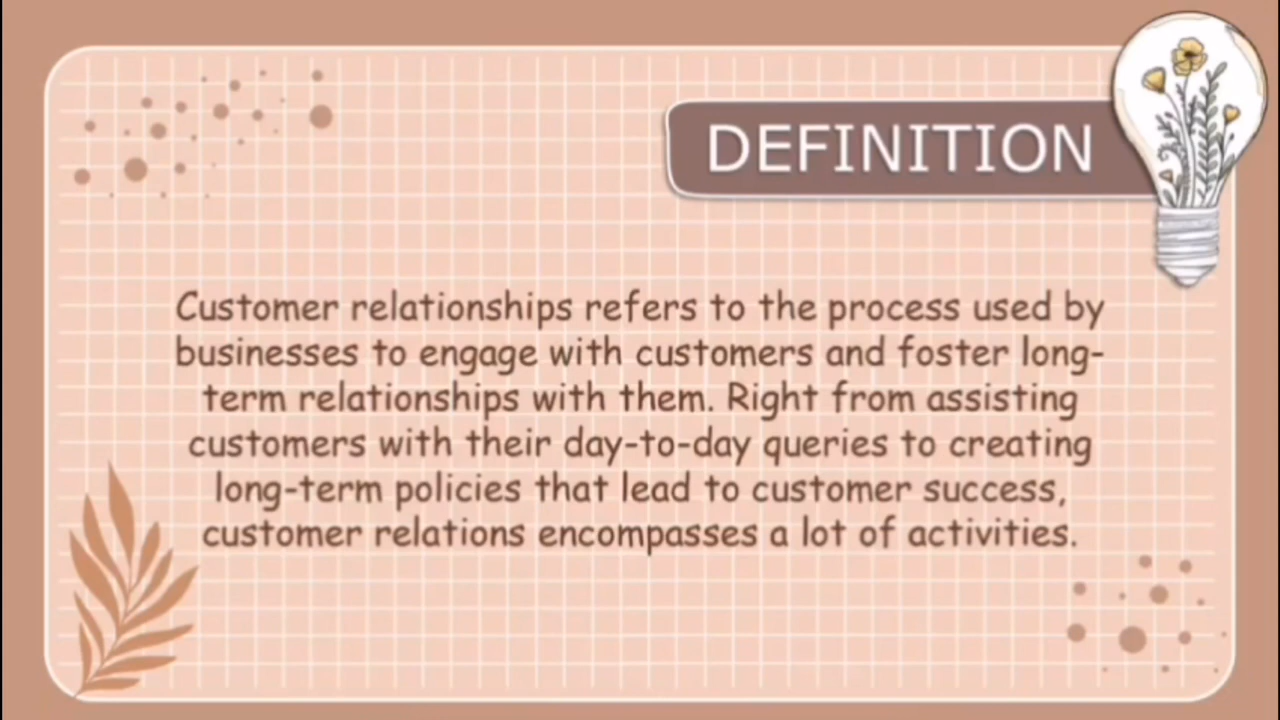 DEFINITION
Customer relationships refers to the process used by
businesses to engage with customers and foster long-
term relationships with them. Right from assisting
customers with their day-to-day queries to creating
long-term policies that lead to customer success,
customer relations encompasses a lot of activities.